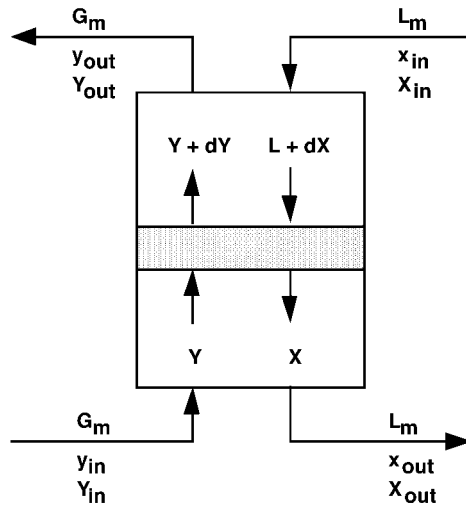 Gm
Lm
yout
xin
Yout
Xin
Y + dY
L + dX
Y
X
Gm
Lm
yin
xout
Yin
Xout